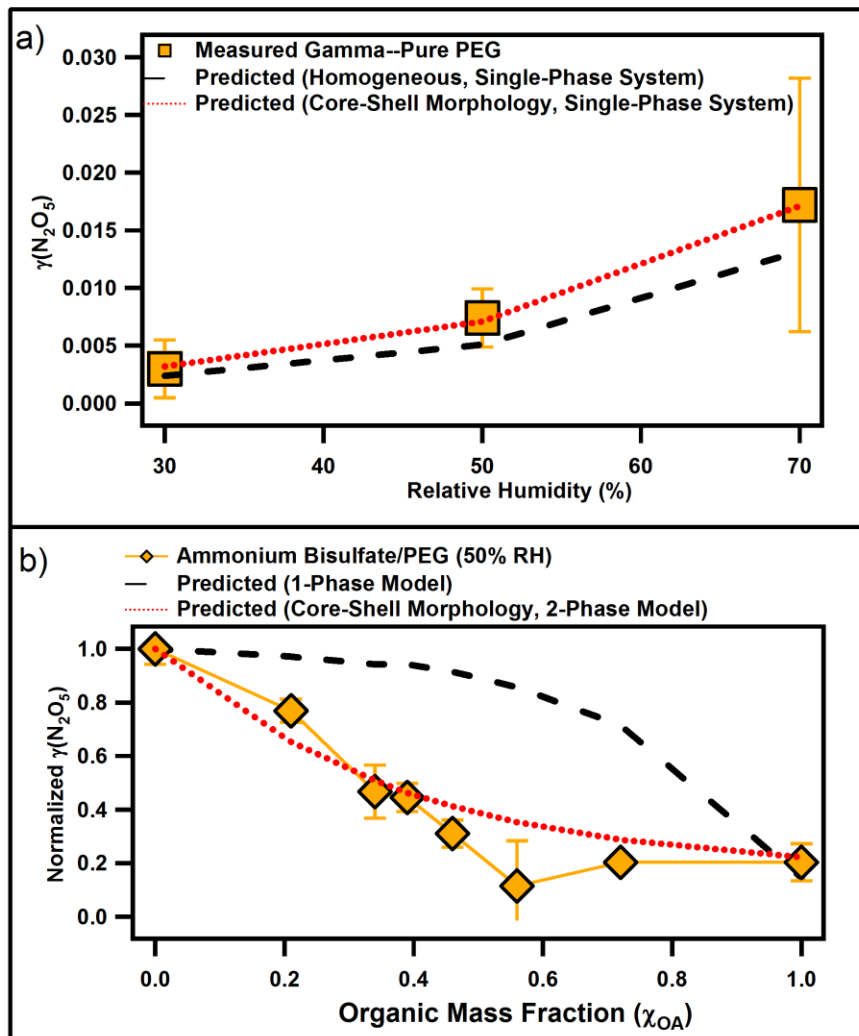 a)
Measured Gamma--Pure PEG
Predicted (Homogeneous, Single-Phase System)
Predicted (Core-Shell Morphology, Single-Phase System)
0.030
0.025
0.020
0.015
0.010
0.005
0.000
γ(N₂O₅)
30
40
50
60
70
Relative Humidity (%)
b)
Ammonium Bisulfate/PEG (50% RH)
Predicted (1-Phase Model)
Predicted (Core-Shell Morphology, 2-Phase Model)
1.0
0.8
0.6
0.4
0.2
0.0
Normalized γ(N₂O₅)
0.0
0.2
0.4
0.6
0.8
1.0
Organic Mass Fraction (χOA)